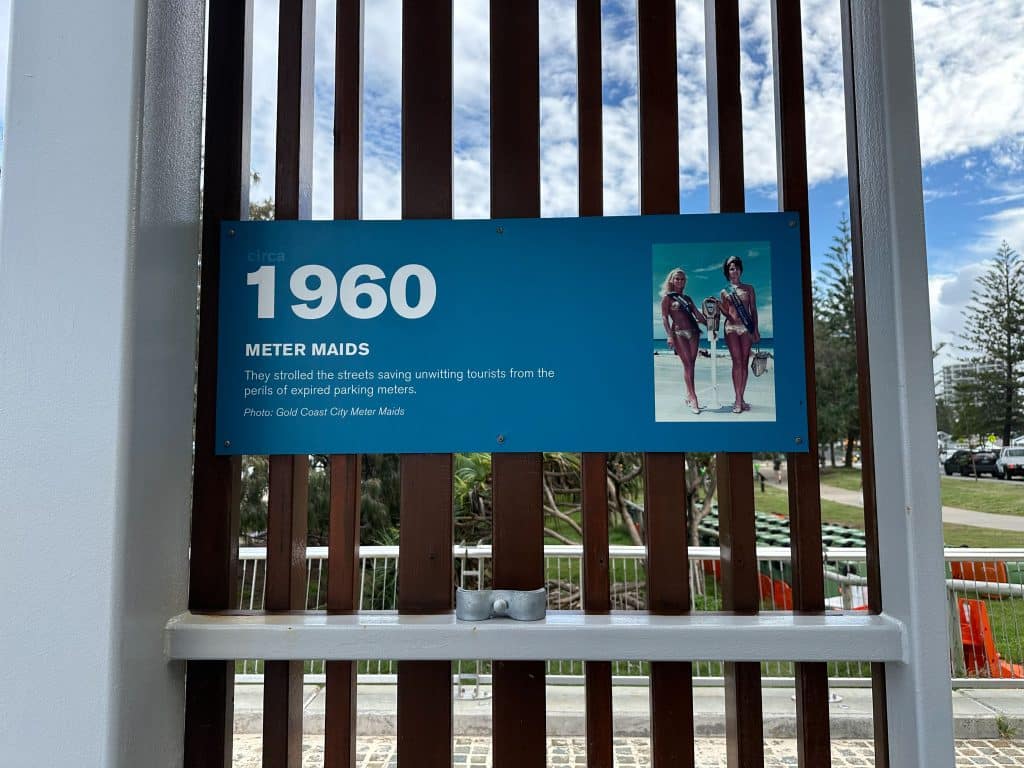 circa
1960
METER MAIDS
They strolled the streets saving unwitting tourists from the
perils of expired parking meters.
Photo: Gold Coast City Meter Maids